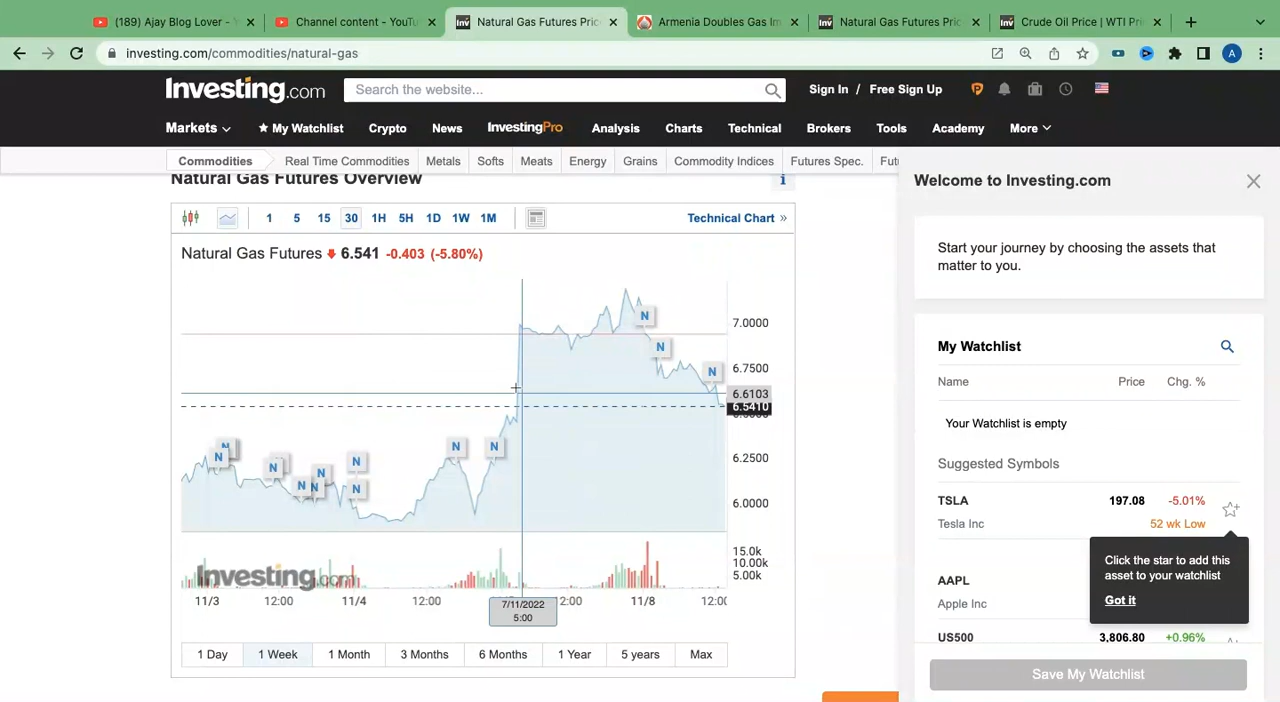 (189) Ajay Blog Lover -
Channel content - YouTu
Natural Gas Futures Pric
Armenia Doubles Gas Im
Natural Gas Futures Pric
Crude Oil Price | WTI Pri
investing.com/commodities/natural-gas
A
Investing.com
Search the website...
Sign In / Free Sign Up
Markets
My Watchlist
Crypto
News
InvestingPro
Analysis
Charts
Technical
Brokers
Tools
Academy
More
Commodities
Real Time Commodities
Metals
Softs
Meats
Energy
Grains
Commodity Indices
Futures Spec.
Fut
Natural Gas Futures Overview
i
1 5 15 30 1H 5H 1D 1W 1M
Technical Chart »
Natural Gas Futures 6.541 -0.403 (-5.80%)
7.0000
6.7500
6.6103
6.5410
6.2500
6.0000
N
N
N
N
N
N
N
N
N
N
N
N
N
15.0k
10.00k
5.00k
Investing.com
11/3 12:00 11/4 12:00 2:00 11/8 12:00
7/11/2022
5:00
1 Day 1 Week 1 Month 3 Months 6 Months 1 Year 5 years Max
Welcome to Investing.com
Start your journey by choosing the assets that
matter to you.
My Watchlist
Name Price Chg. %
Your Watchlist is empty
Suggested Symbols
TSLA 197.08 -5.01%
Tesla Inc 52 wk Low
Click the star to add this
asset to your watchlist
Got it
AAPL
Apple Inc
US500 3,806.80 +0.96%
Save My Watchlist